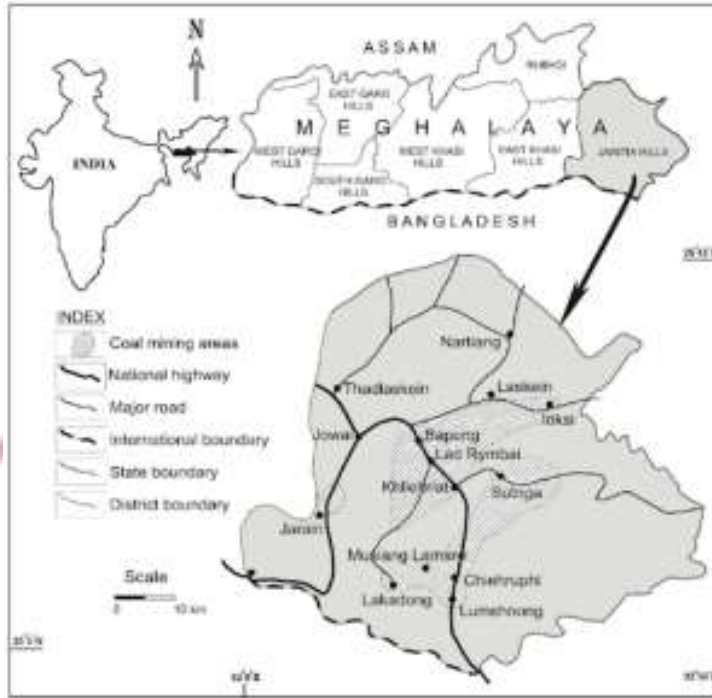 N
ASSAM
RI-BHOI
EAST GARO
HILLS
MEGHALAYA
INDIA
WEST GARO
HILLS
WEST KHASI
HILLS
EAST KHASI
HILLS
JAINTIA HILLS
SOUTH GARO
HILLS
BANGLADESH
INDEX
Coal mining areas
National highway
Major road
International boundary
State boundary
District boundary
Nartiang
Thadlaskein
Laskein
Ioksi
Jowai
Bapung
Lad Rymbai
Khliehriat
Sutnga
Jarain
Musiang Lamare
Scale
Chiehruphi
Lakadong
0 10 km
Lumshnong